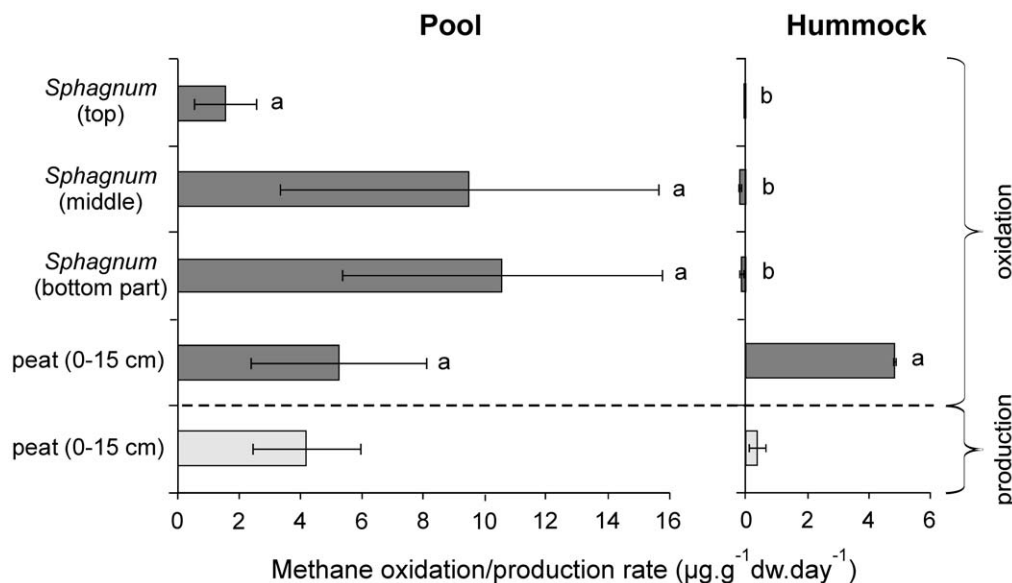 Pool Hummock
Sphagnum
(top)
a b
Sphagnum
(middle)
a b
Sphagnum
(bottom part)
a b
peat (0-15 cm)
a a
oxidation
peat (0-15 cm)
production
0 2 4 6 8 10 12 14 16 0 2 4 6
Methane oxidation/production rate (µg.g⁻¹dw.day⁻¹)